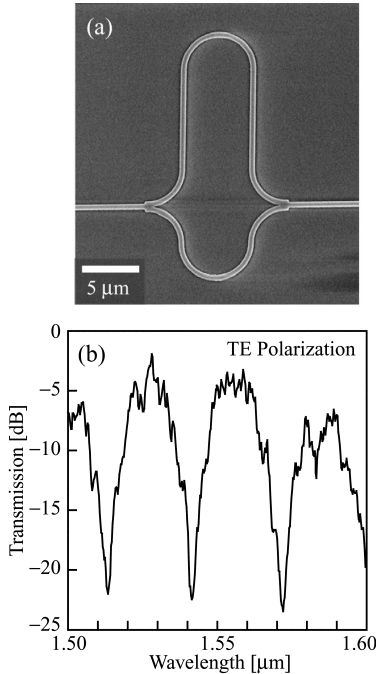 (a)
5 μm
(b)
TE Polarization
0
−5
−10
−15
−20
−25
Transmission [dB]
1.50
1.55
1.60
Wavelength [μm]